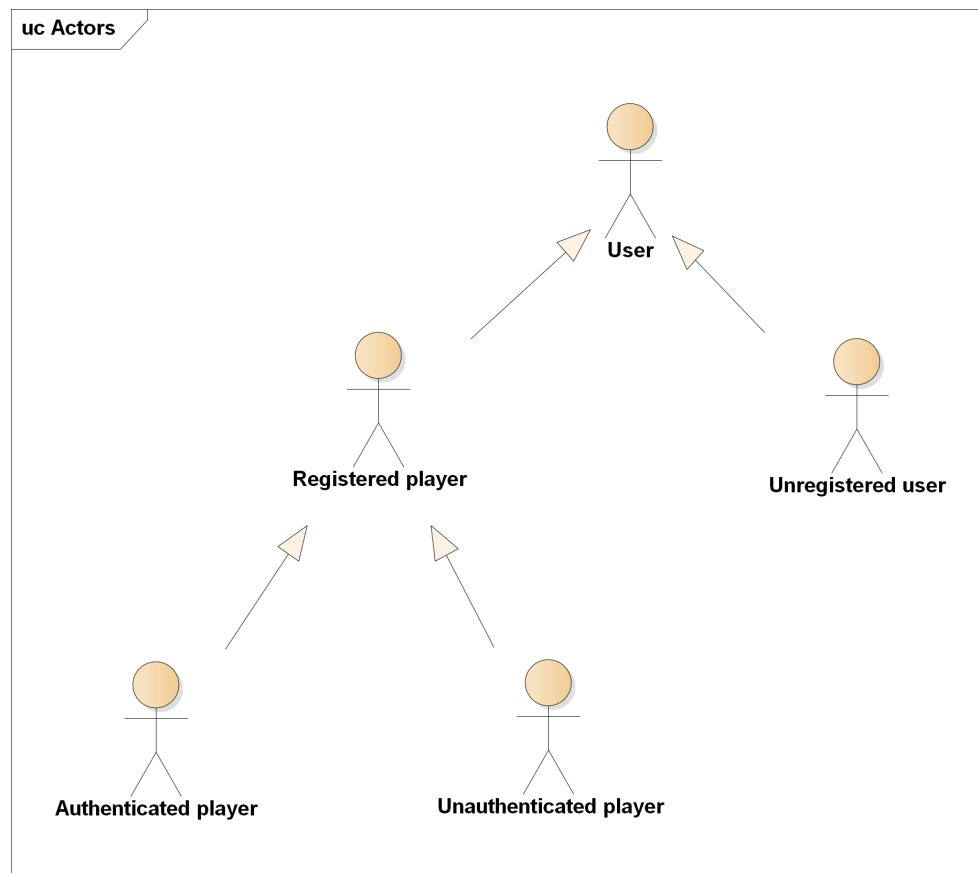 uc Actors
User
Registered player
Unregistered user
Authenticated player
Unauthenticated player